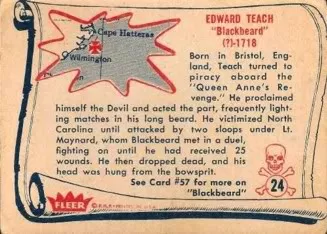 Cape Hatteras
Wilmington
EDWARD TEACH
"Blackbeard"
(?)-1718
Born in Bristol, Eng-
land, Teach turned to
piracy aboard the
"Queen Anne's Re-
venge." He proclaimed
himself the Devil and acted the part, frequently light-
ing matches in his long beard. He victimized North
Carolina until attacked by two sloops under Lt.
Maynard, whom Blackbeard met in a duel,
fighting on until he had received 25
wounds. He then dropped dead, and
his head was hung from the bowsprit.
See Card #57 for more on
"Blackbeard"
24
FLEER